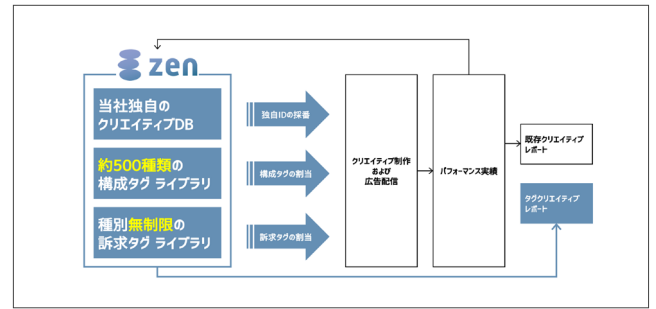 zen
当社独自の
クリエイティブDB
約500種類の
構成タグ ライブラリ
種別無制限の
訴求タグ ライブラリ
独自IDの採番
構成タグの割当
訴求タグの割当
クリエイティブ制作
および
広告配信
パフォーマンス実績
既存クリエイティブ
レポート
タグクリエイティブ
レポート